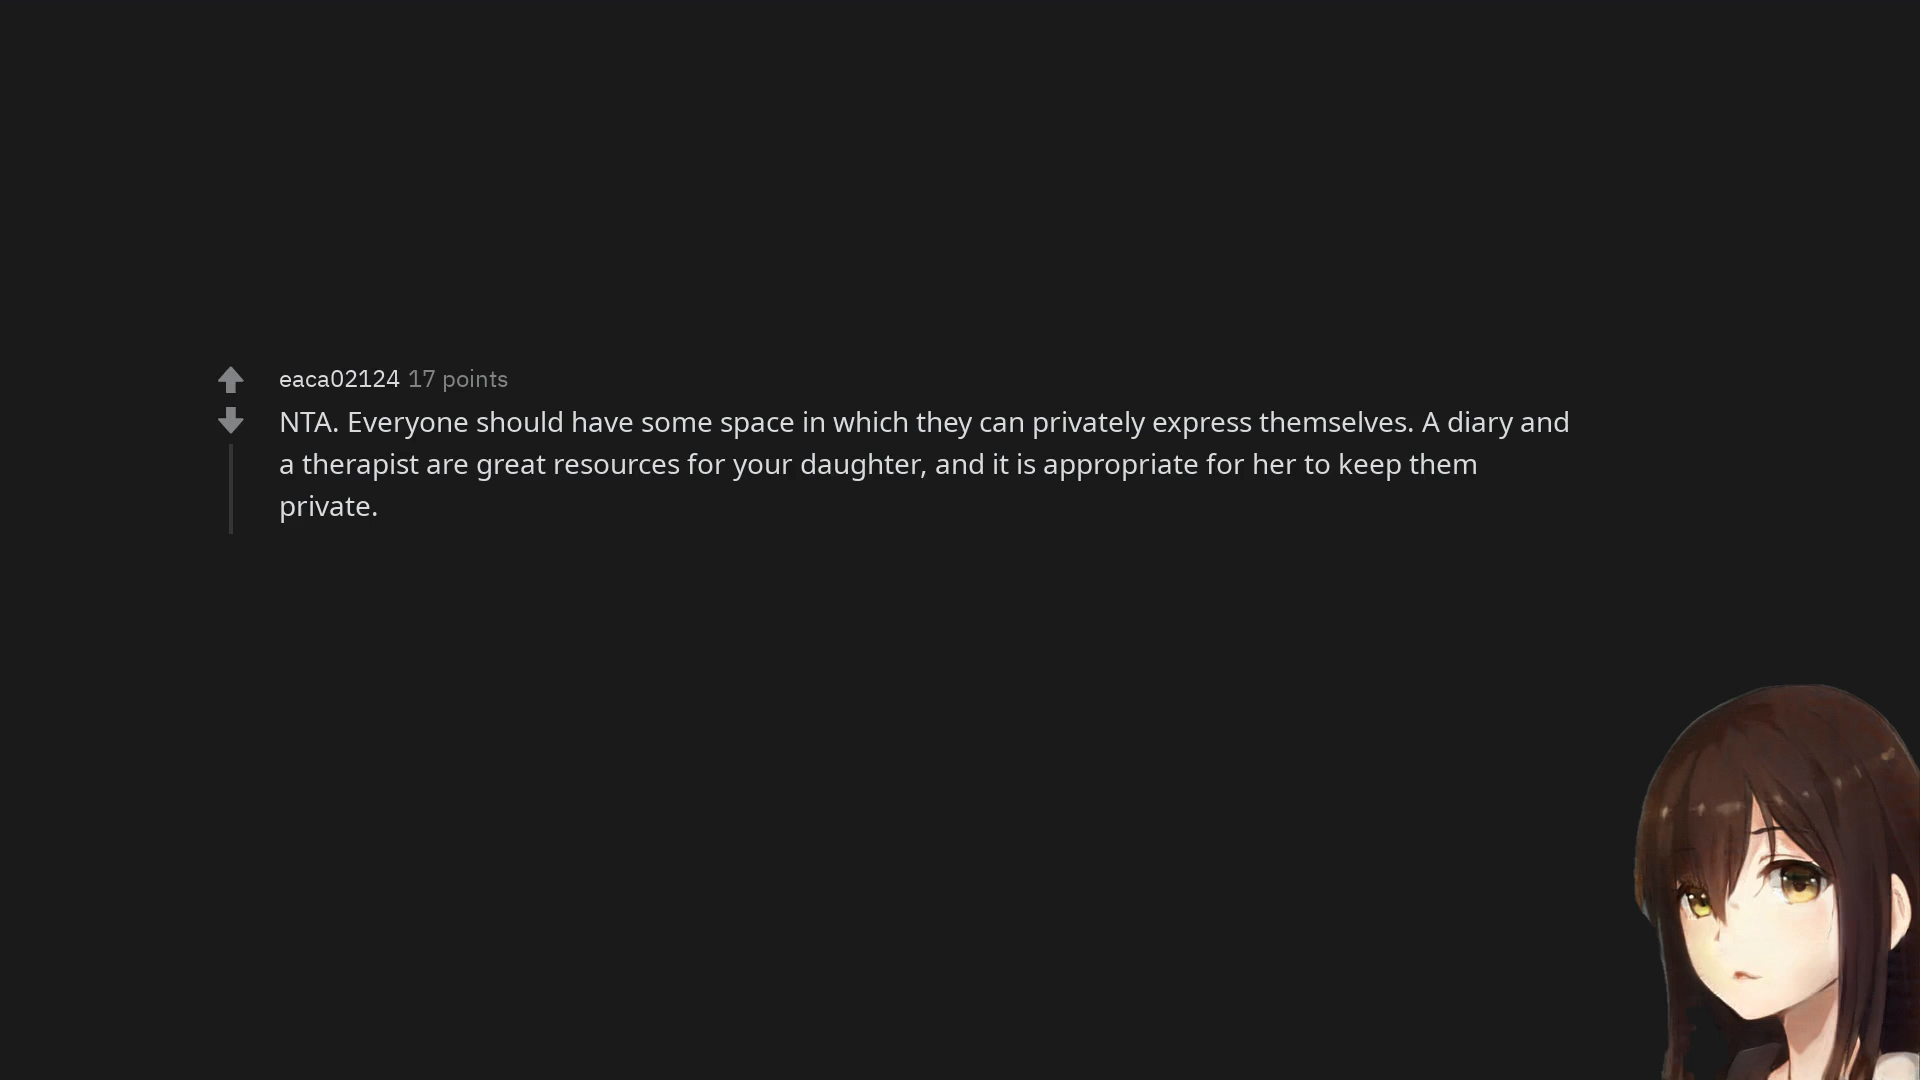 eaca02124 17 points
NTA. Everyone should have some space in which they can privately express themselves. A diary and
a therapist are great resources for your daughter, and it is appropriate for her to keep them
private.